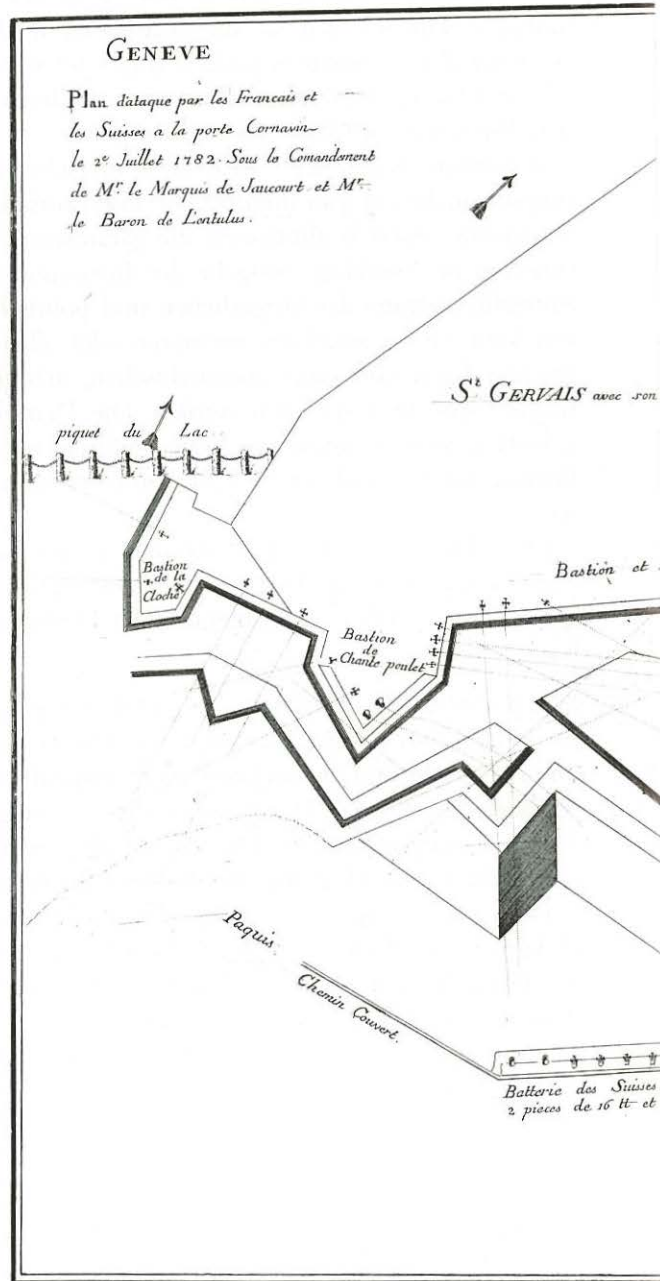 GENEVE
Plan d'ataque par les Francais et
les Suisses a la porte Cornavin
le 2e Juillet 1782. Sous le Comandement
de Mr. le Marquis de Jaucourt et Mr.
le Baron de Lentulus.
St GERVAIS avec son
piquet du Lac
Bastion
de la
Cloche
Bastion et
Bastion
de
Chante poulet
Paquis
Chemin Couvert.
Batterie des Suisses
2 pieces de 16 tt et